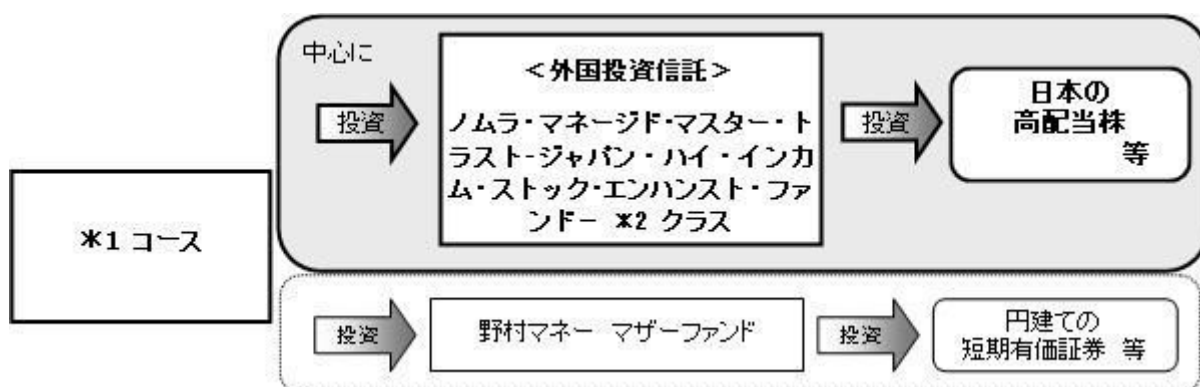 中心に
投資
＜外国投資信託＞
ノムラ・マネージド・マスター・ト
ラスト-ジャパン・ハイ・インカ
ム・ストック・エンハンスト・ファ
ンドー ＊2 クラス
投資
日本の
高配当株
等
＊1 コース
投資
野村マネー マザーファンド
投資
円建ての
短期有価証券 等